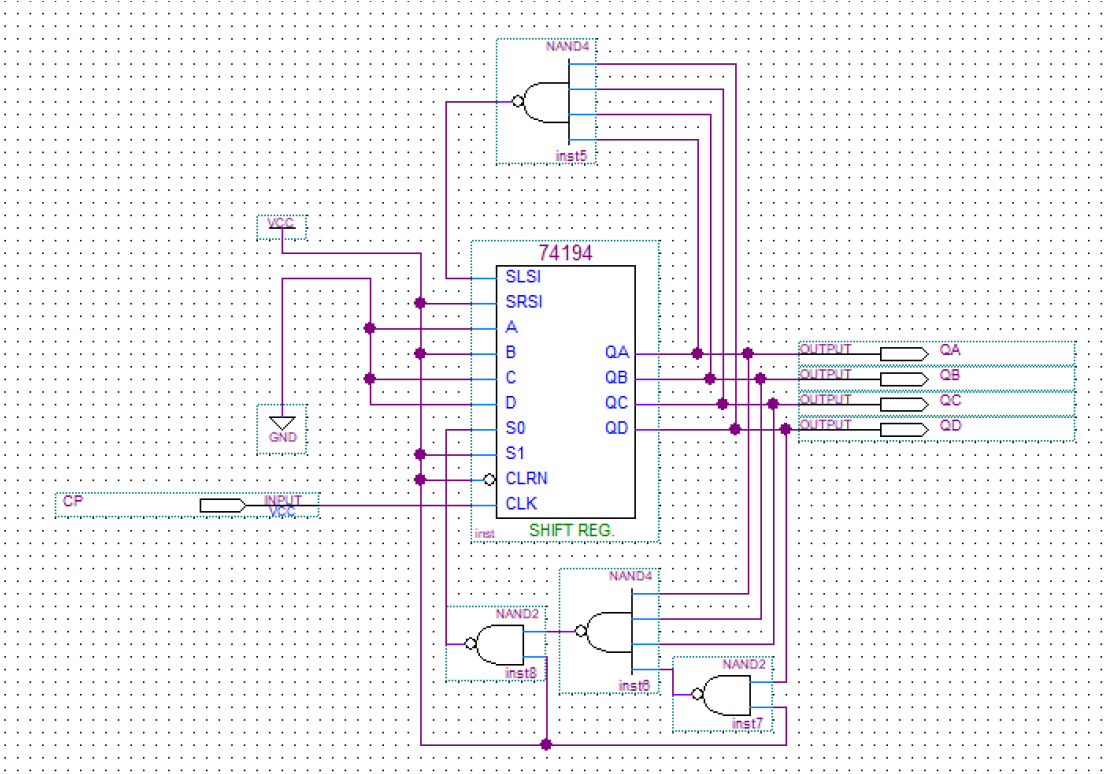 NAND4
inst5
VCC
74194
SLSI
SRSI
A
B
C
D
S0
S1
CLRN
CLK
QA
QB
QC
QD
inst
SHIFT REG.
OUTPUT QA
OUTPUT QB
OUTPUT QC
OUTPUT QD
GND
CP INPUT
VCC
NAND4
inst6
NAND2
inst8
NAND2
inst7